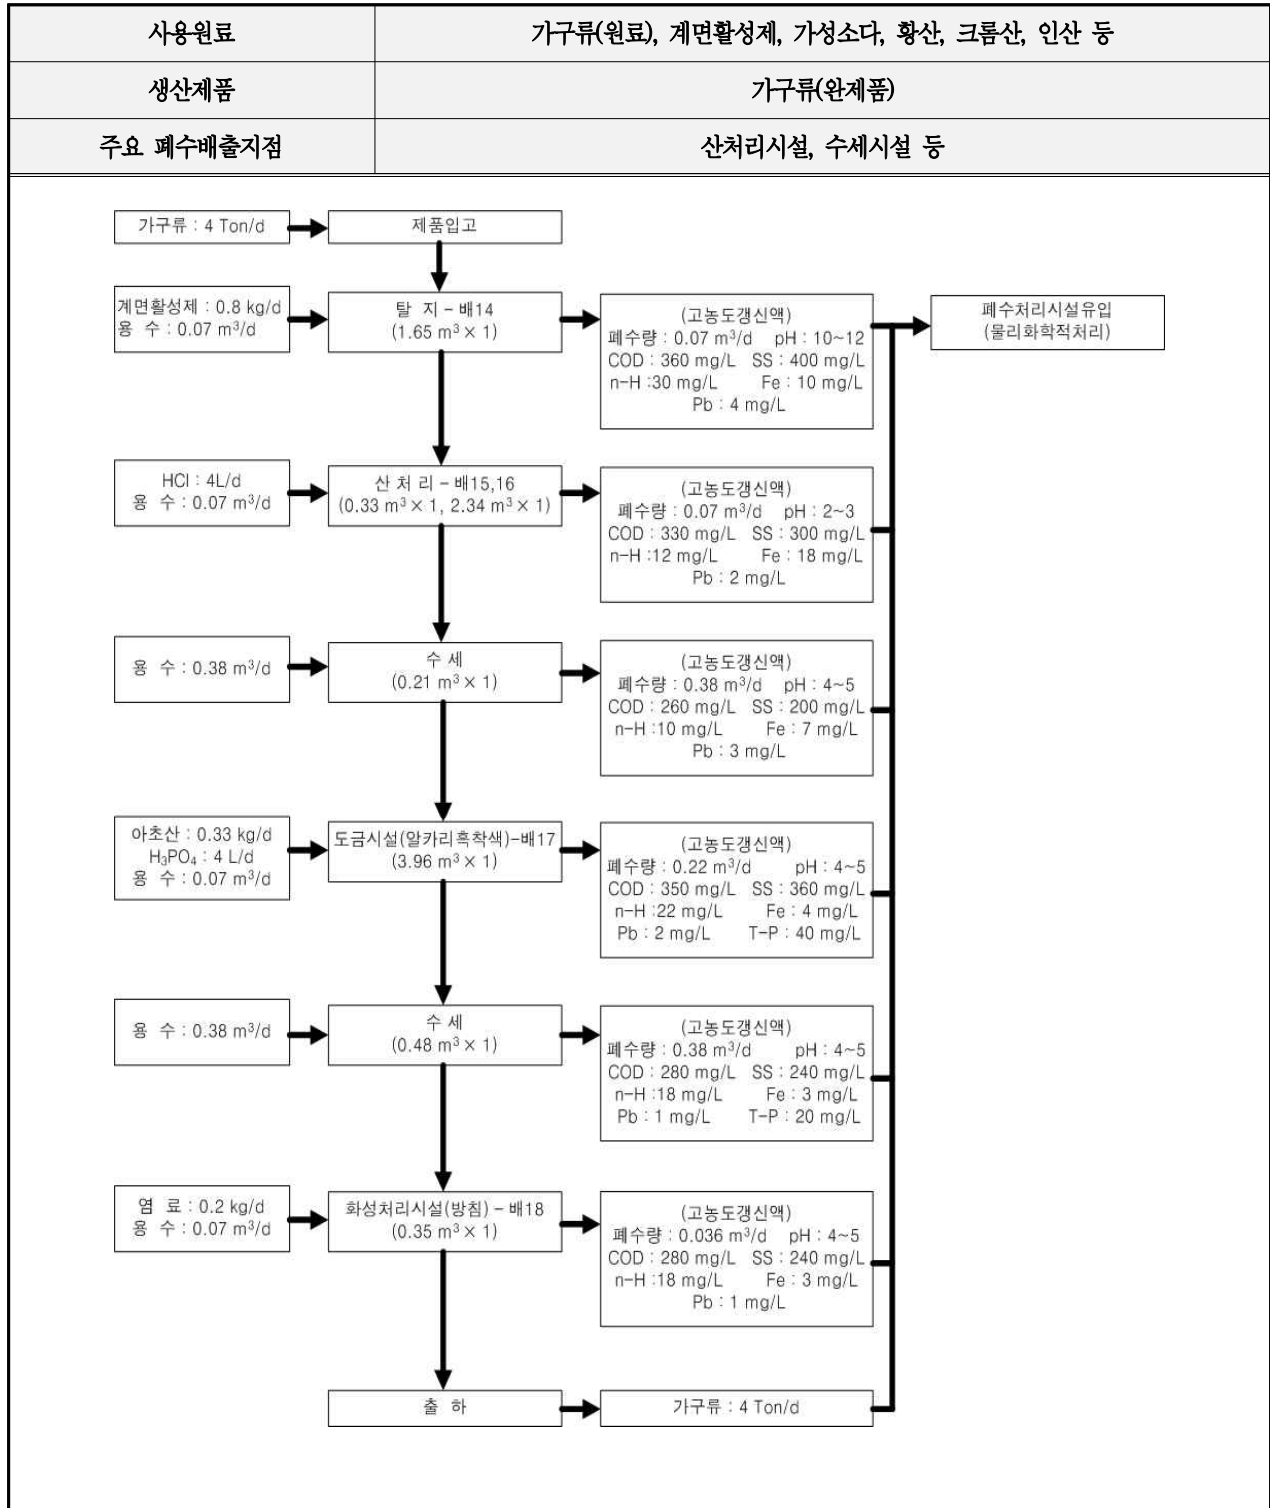 사용원료 가구류(원료), 계면활성제, 가성소다, 황산, 크롬산, 인산 등
생산제품 가구류(완제품)
주요 폐수배출지점 산처리시설, 수세시설 등
가구류 : 4 Ton/d
제품입고
계면활성제 : 0.8 kg/d
용 수 : 0.07 m³/d
탈 지 - 배14
(1.65 m³ × 1)
(고농도갱신액)
폐수량 : 0.07 m³/d pH : 10~12
COD : 360 mg/L SS : 400 mg/L
n-H :30 mg/L Fe : 10 mg/L
Pb : 4 mg/L
폐수처리시설유입
(물리화학적처리)
HCl : 4L/d
용 수 : 0.07 m³/d
산 처 리 - 배15,16
(0.33 m³ × 1, 2.34 m³ × 1)
(고농도갱신액)
폐수량 : 0.07 m³/d pH : 2~3
COD : 330 mg/L SS : 300 mg/L
n-H :12 mg/L Fe : 18 mg/L
Pb : 2 mg/L
용 수 : 0.38 m³/d
수 세
(0.21 m³ × 1)
(고농도갱신액)
폐수량 : 0.38 m³/d pH : 4~5
COD : 260 mg/L SS : 200 mg/L
n-H :10 mg/L Fe : 7 mg/L
Pb : 3 mg/L
아초산 : 0.33 kg/d
H₃PO₄ : 4 L/d
용 수 : 0.07 m³/d
도금시설(알카리흑착색)-배17
(3.96 m³ × 1)
(고농도갱신액)
폐수량 : 0.22 m³/d pH : 4~5
COD : 350 mg/L SS : 360 mg/L
n-H :22 mg/L Fe : 4 mg/L
Pb : 2 mg/L T-P : 40 mg/L
용 수 : 0.38 m³/d
수 세
(0.48 m³ × 1)
(고농도갱신액)
폐수량 : 0.38 m³/d pH : 4~5
COD : 280 mg/L SS : 240 mg/L
n-H :18 mg/L Fe : 3 mg/L
Pb : 1 mg/L T-P : 20 mg/L
염 료 : 0.2 kg/d
용 수 : 0.07 m³/d
화성처리시설(방침) - 배18
(0.35 m³ × 1)
(고농도갱신액)
폐수량 : 0.036 m³/d pH : 4~5
COD : 280 mg/L SS : 240 mg/L
n-H :18 mg/L Fe : 3 mg/L
Pb : 1 mg/L
출 하
가구류 : 4 Ton/d